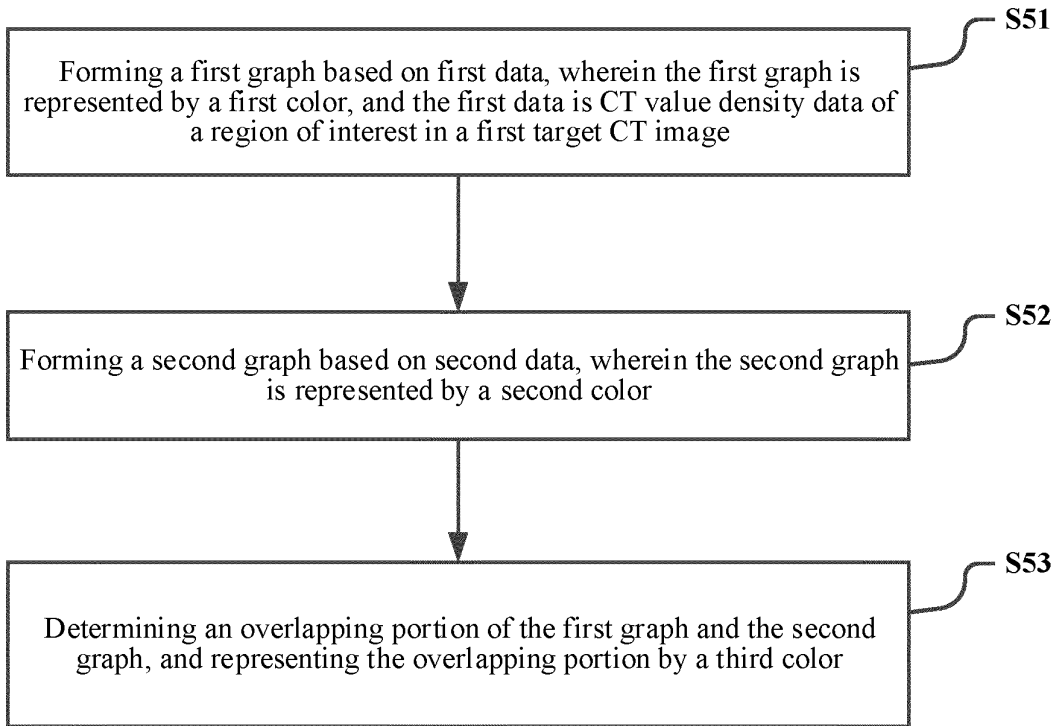 S51
Forming a first graph based on first data, wherein the first graph is
represented by a first color, and the first data is CT value density data of
a region of interest in a first target CT image
S52
Forming a second graph based on second data, wherein the second graph
is represented by a second color
S53
Determining an overlapping portion of the first graph and the second
graph, and representing the overlapping portion by a third color